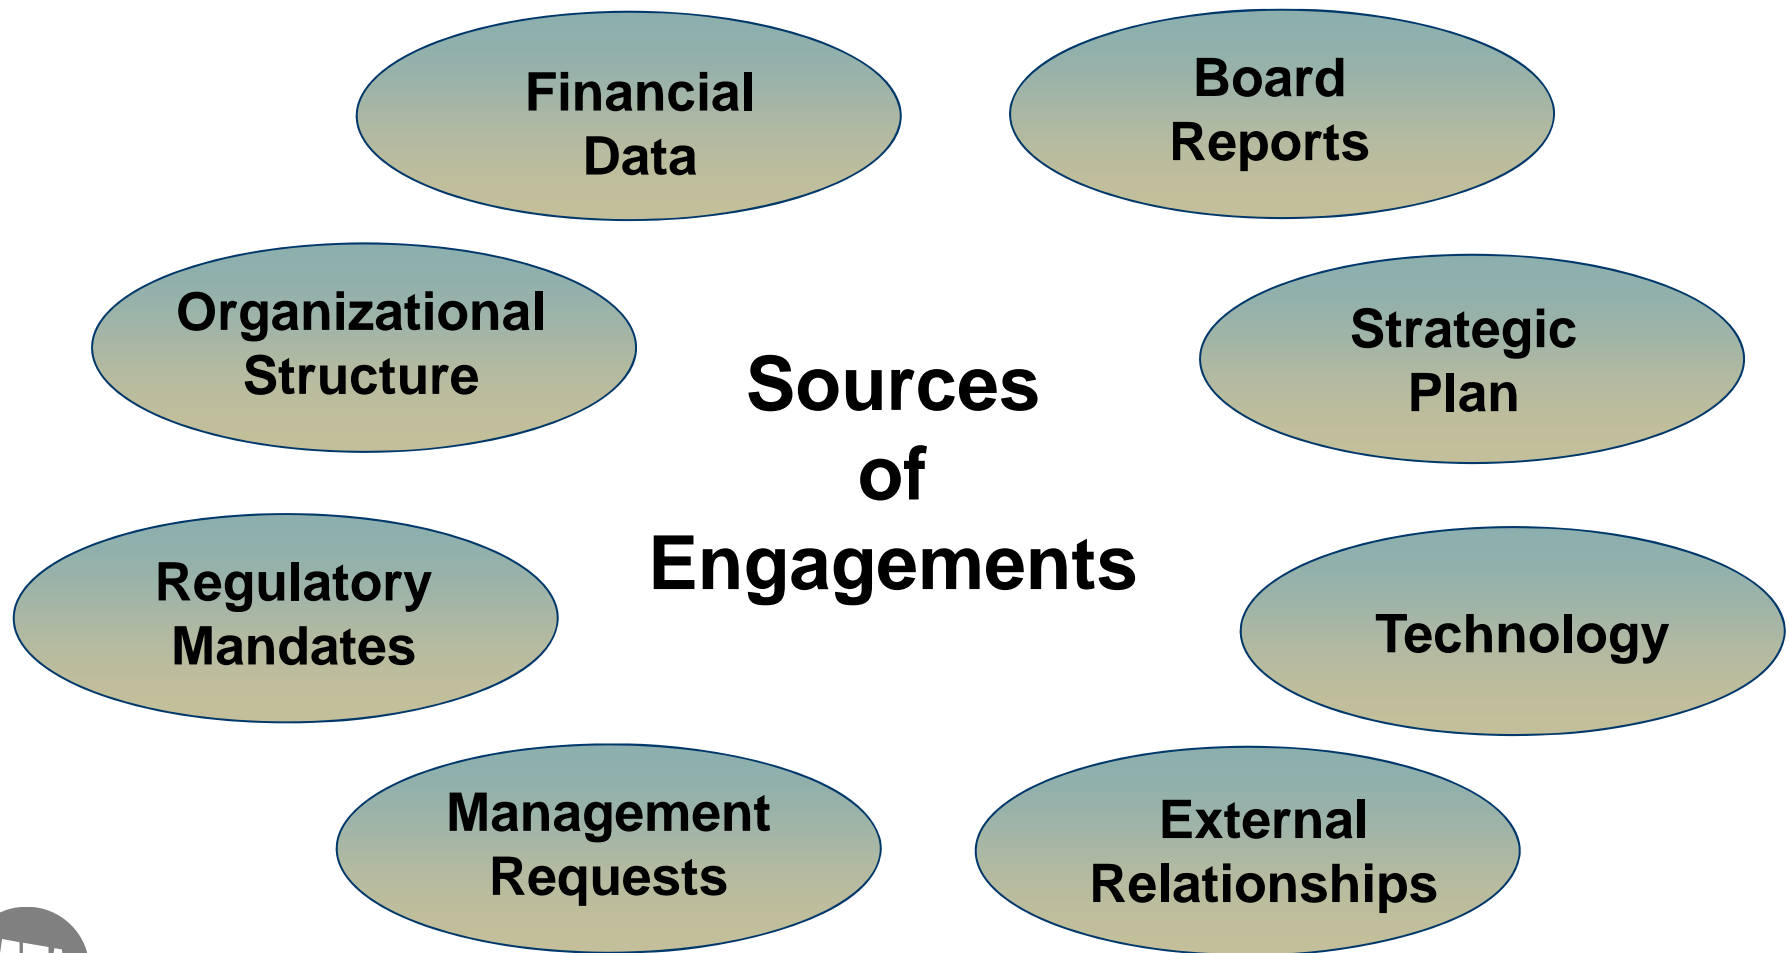 Financial
Data
Board
Reports
Organizational
Structure
Strategic
Plan
Sources
of
Engagements
Regulatory
Mandates
Technology
Management
Requests
External
Relationships